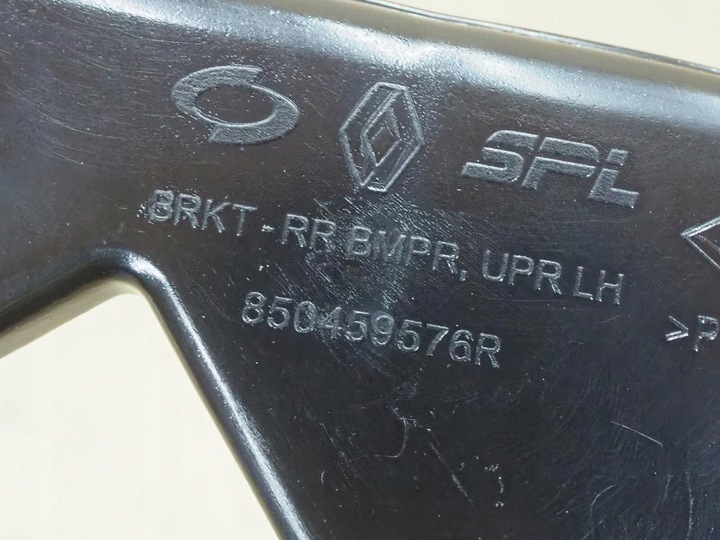 SPL
BRKT - RR BMPR, UPR LH
850459576R
>P